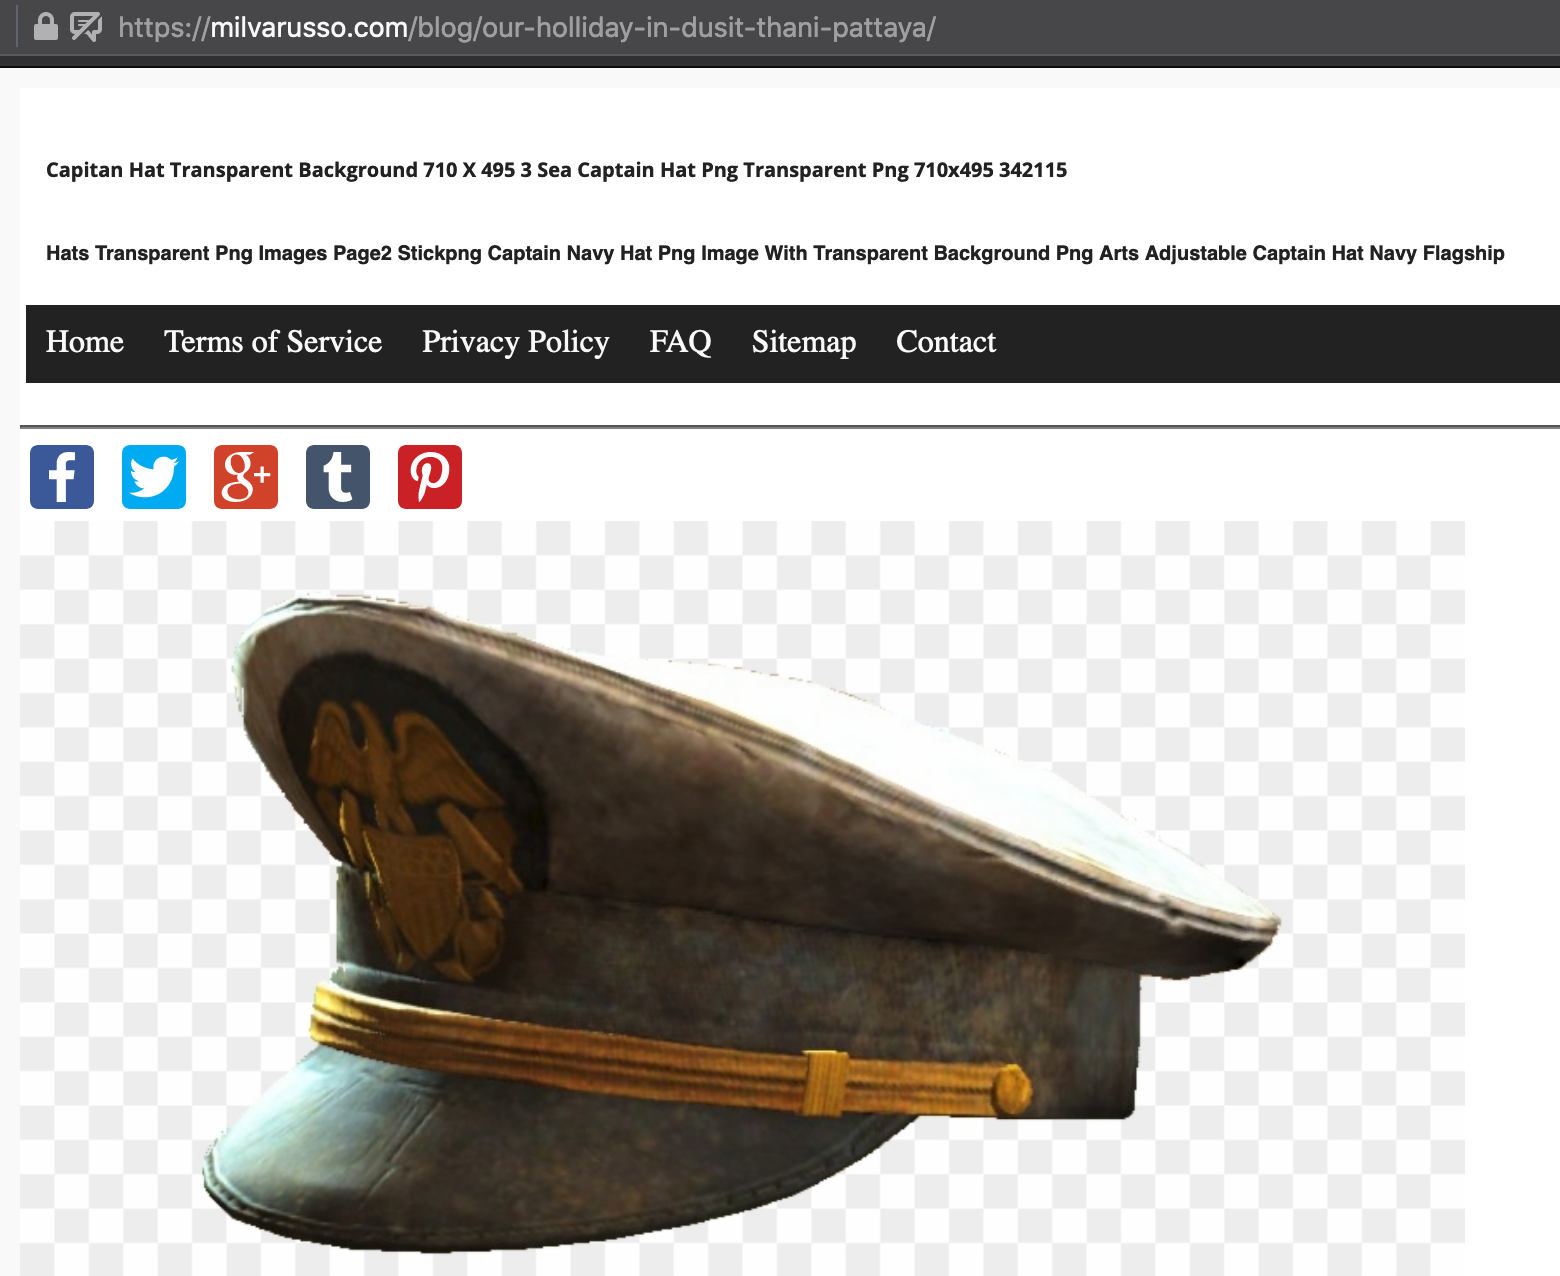 https://milvarusso.com/blog/our-holliday-in-dusit-thani-pattaya/
Capitan Hat Transparent Background 710 X 495 3 Sea Captain Hat Png Transparent Png 710x495 342115
Hats Transparent Png Images Page2 Stickpng Captain Navy Hat Png Image With Transparent Background Png Arts Adjustable Captain Hat Navy Flagship
Home Terms of Service Privacy Policy FAQ Sitemap Contact
f g+ t